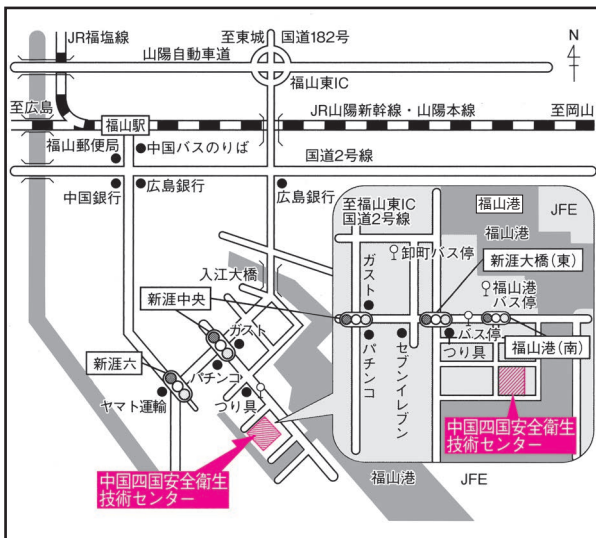 JR福塩線
至東城
国道182号
山陽自動車道
N
4
福山東IC
至広島
JR山陽新幹線・山陽本線
至岡山
福山駅
福山郵便局
中国バスのりば
国道2号線
中国銀行
広島銀行
広島銀行
入江大橋
新涯中央
ガスト
新涯六
パチンコ
ヤマト運輸
つり具
中国四国安全衛生
技術センター
福山港
JFE
至福山東IC
国道2号線
福山港
JFE
福山港
卸町バス停
新涯大橋(東)
ガスト
福山港
バス停
バス停
つり具
福山港(南)
パチンコ
セブンイレブン
中国四国安全衛生
技術センター